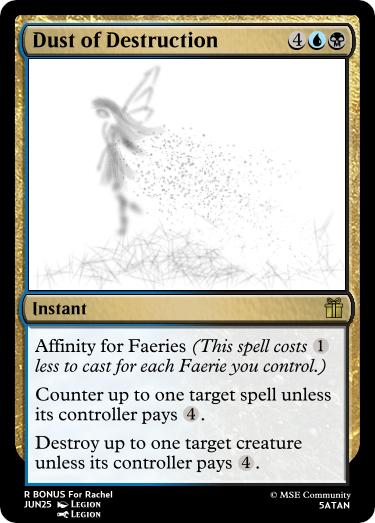 Dust of Destruction 4
Instant
Affinity for Faeries (This spell costs 1
less to cast for each Faerie you control.)
Counter up to one target spell unless
its controller pays 4.
Destroy up to one target creature
unless its controller pays 4.
R BONUS For Rachel
© MSE Community
JUN25 LEGION
5ATAN
LEGION